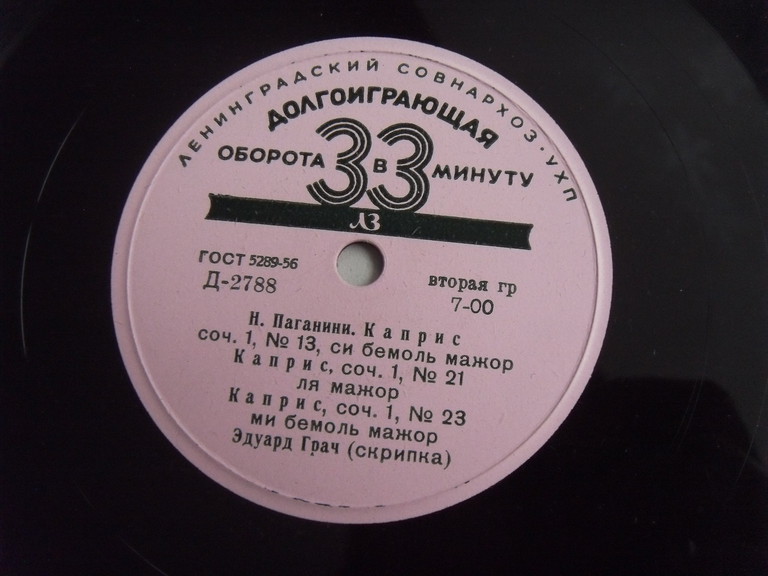 ЛЕНИНГРАДСКИЙ СОВНАРХОЗ · УХП
ДОЛГОИГРАЮЩАЯ
ОБОРОТА 33 В МИНУТУ
ЛЗ
ГОСТ 5289-56
Д-2788
вторая гр
7-00
Н. Паганини. Каприс
соч. 1, № 13, си бемоль мажор
Каприс, соч. 1, № 21
ля мажор
Каприс, соч. 1, № 23
ми бемоль мажор
Эдуард Грач (скрипка)